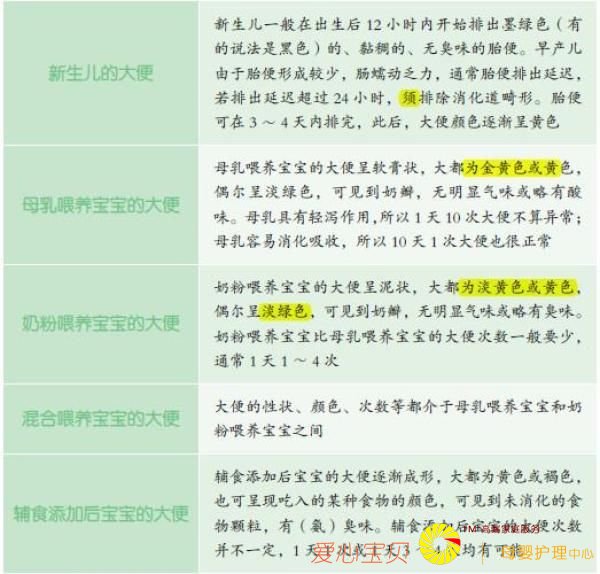 新生儿的大便
新生儿一般在出生后 12 小时内开始排出墨绿色（有
的说法是黑色）的、黏稠的、无臭味的胎便。早产儿
由于胎便形成较少，肠蠕动乏力，通常胎便排出延迟，
若排出延迟超过 24 小时，须排除消化道畸形。胎便
可在 3 ～ 4 天内排完，此后，大便颜色逐渐呈黄色
母乳喂养宝宝的大便
母乳喂养宝宝的大便呈软膏状，大都为金黄色或黄色，
偶尔呈淡绿色，可见到奶瓣，无明显气味或略有酸
味。母乳具有轻泻作用，所以 1 天 10 次大便不算异常；
母乳容易消化吸收，所以 10 天 1 次大便也很正常
奶粉喂养宝宝的大便
奶粉喂养宝宝的大便呈泥状，大都为淡黄色或黄色，
偶尔呈淡绿色，可见到奶瓣，无明显气味或略有臭味。
奶粉喂养宝宝比母乳喂养宝宝的大便次数一般要少，
通常 1 天 1 ～ 4 次
混合喂养宝宝的大便
大便的性状、颜色、次数等都介于母乳喂养宝宝和奶
粉喂养宝宝之间
辅食添加后宝宝的大便
辅食添加后宝宝的大便逐渐成形，大都为黄色或褐色，
也可呈现吃入的某种食物的颜色，可见到未消化的食
物颗粒，有（氨）臭味。辅食添加后宝宝的大便次数
并不一定，1 天 1 次或 1 天 3 ～ 4 次均有可能
爱心宝贝
母婴护理中心